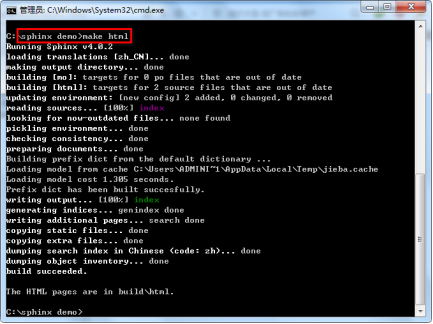 管理员: C:\Windows\System32\cmd.exe
C:\sphinx demo>make html
Running Sphinx v4.0.2
loading translations [zh_CN]... done
making output directory... done
building [mo]: targets for 0 po files that are out of date
building [html]: targets for 2 source files that are out of date
updating environment: [new config] 2 added, 0 changed, 0 removed
reading sources... [100%] index
looking for now-outdated files... none found
pickling environment... done
checking consistency... done
preparing documents... done
Building prefix dict from the default dictionary ...
Loading model from cache C:\Users\ADMINI~1\AppData\Local\Temp\jieba.cache
Loading model cost 1.305 seconds.
Prefix dict has been built succesfully.
writing output... [100%] index
generating indices... genindex done
writing additional pages... search done
copying static files... done
copying extra files... done
dumping search index in Chinese (code: zh)... done
dumping object inventory... done
build succeeded.
The HTML pages are in build\html.
C:\sphinx demo>